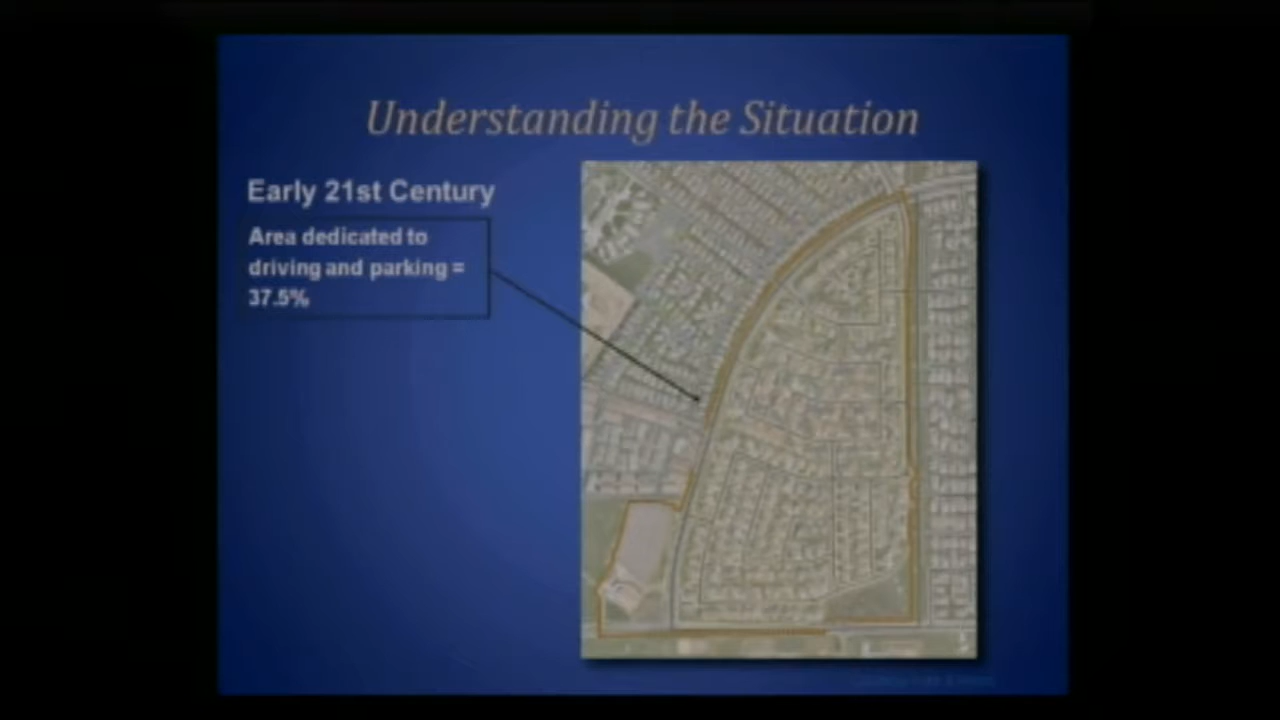 Understanding the Situation
Early 21st Century
Area dedicated to
driving and parking =
37.5%